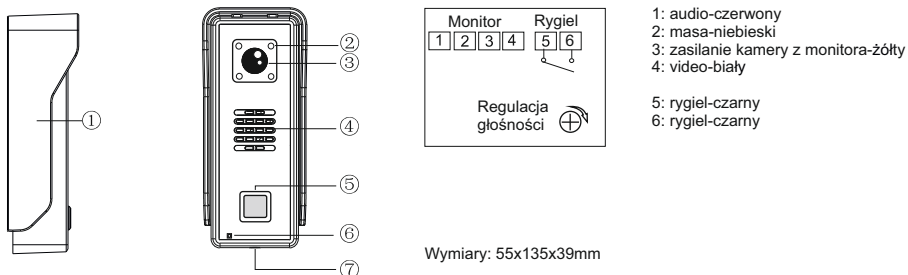 ①
②
③
④
⑤
⑥
⑦
Monitor Rygiel
1 2 3 4 5 6
Regulacja
głośności
Wymiary: 55x135x39mm
1: audio-czerwony
2: masa-niebieski
3: zasilanie kamery z monitora-żółty
4: video-biały
5: rygiel-czarny
6: rygiel-czarny